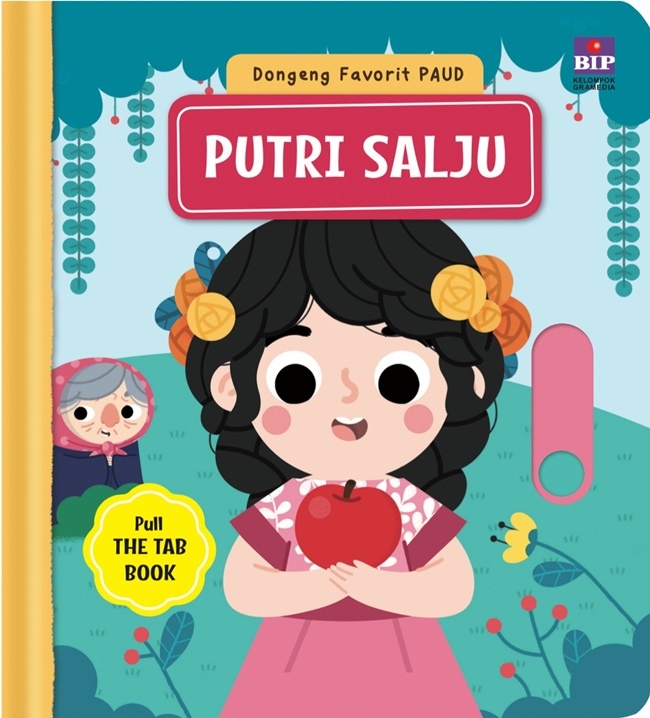 Dongeng Favorit PAUD
BIP
KELOMPOK
GRAMEDIA
PUTRI SALJU
Pull
THE TAB
BOOK